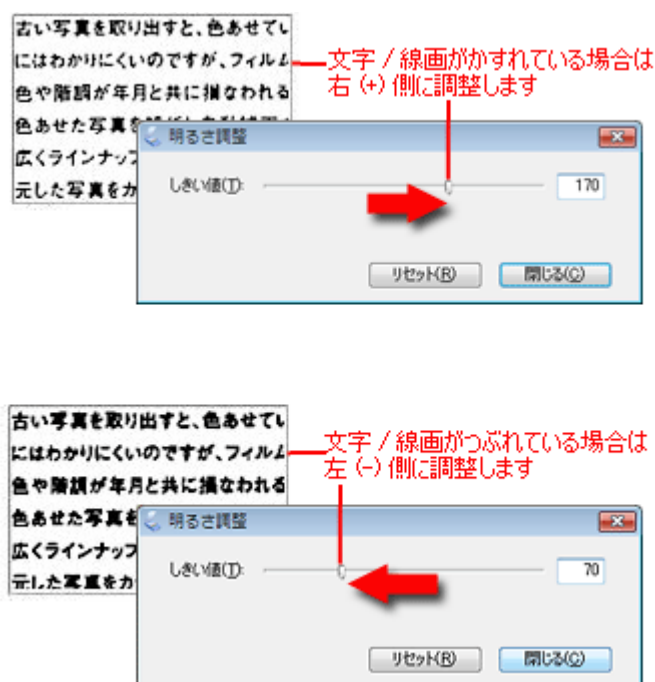 古い写真を取り出すと、色あせてい
にはわかりにくいのですが、フィルム
色や階調が年月と共に損なわれる
色あせた写真を
広くラインナップ
元した写真をカ
文字 / 線画がかすれている場合は
右 (+) 側に調整します
明るさ調整
しきい値(T):
170
リセット(R)
閉じる(C)
古い写真を取り出すと、色あせてい
にはわかりにくいのですが、フィルム
色や階調が年月と共に損なわれる
色あせた写真を
広くラインナップ
元した写真をカ
文字 / 線画がつぶれている場合は
左 (-) 側に調整します
明るさ調整
しきい値(T):
70
リセット(R)
閉じる(C)